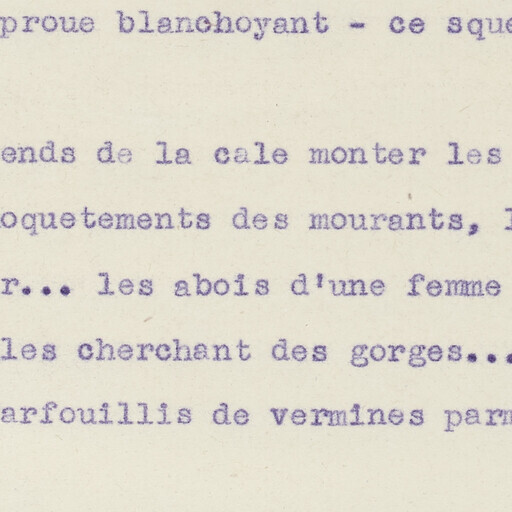 proue blanchoyant - ce sque
ends de la cale monter les
oquetements des mourants, l
r... les abois d'une femme
les cherchant des gorges...
arfouillis de vermines parm